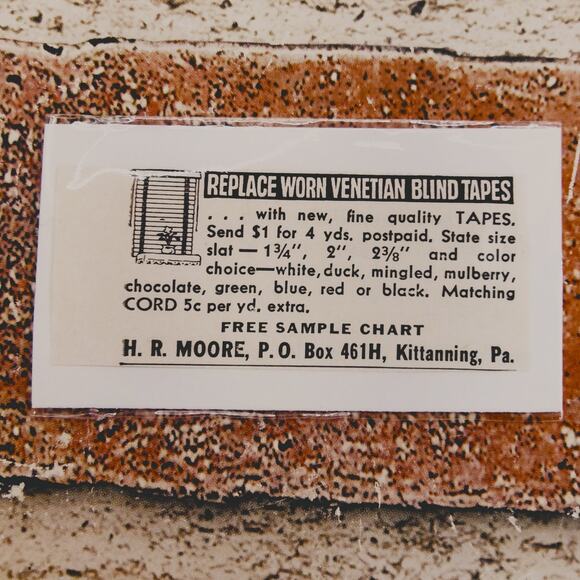 REPLACE WORN VENETIAN BLIND TAPES
. . . with new, fine quality TAPES.
Send $1 for 4 yds. postpaid. State size
slat — 1¾", 2", 2⅜" and color
choice—white, duck, mingled, mulberry,
chocolate, green, blue, red or black. Matching
CORD 5c per yd. extra.
FREE SAMPLE CHART
H. R. MOORE, P.O. Box 461H, Kittanning, Pa.